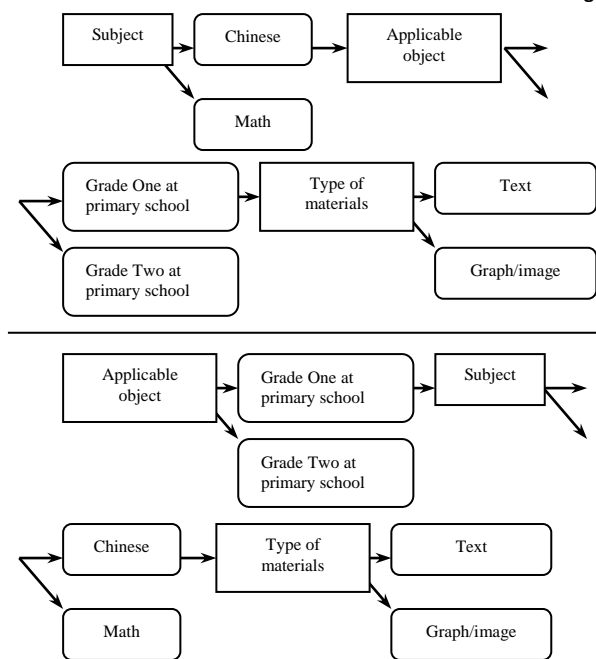 Subject
Chinese
Applicable
object
Math
Grade One at
primary school
Type of
materials
Text
Grade Two at
primary school
Graph/image
Applicable
object
Grade One at
primary school
Subject
Grade Two at
primary school
Chinese
Type of
materials
Text
Math
Graph/image